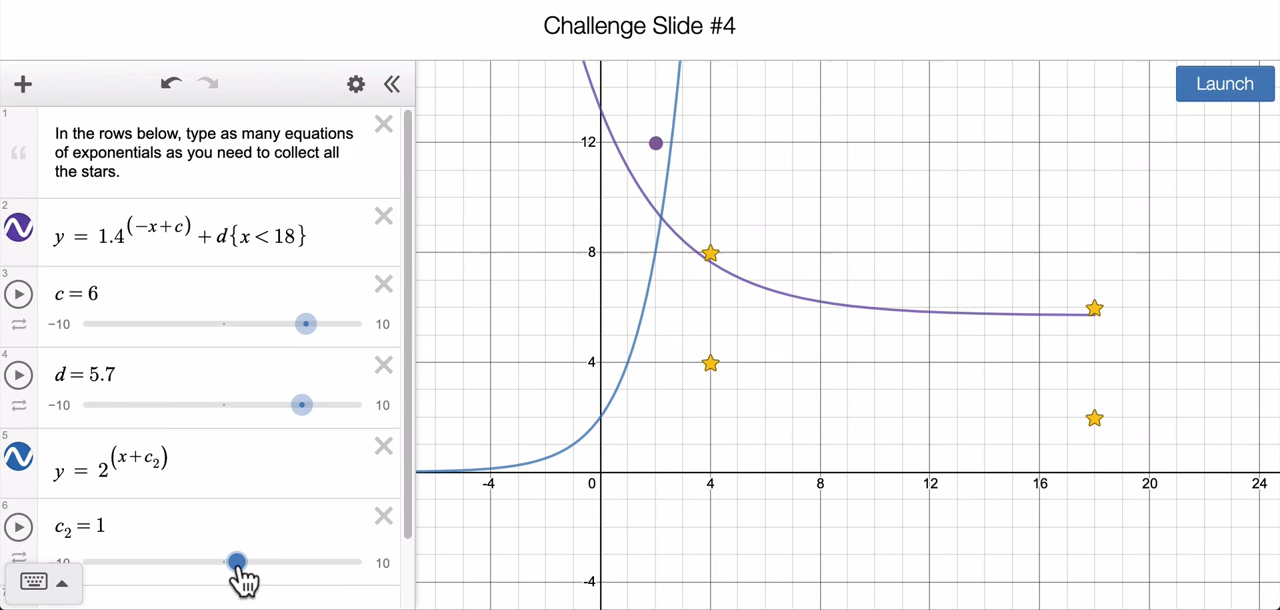 Challenge Slide #4
Launch
1
In the rows below, type as many equations
of exponentials as you need to collect all
the stars.
2
y = 1.4^(−x+c) + d{x<18}
3
c = 6
−10 10
4
d = 5.7
−10 10
5
y = 2^(x+c₂)
6
c₂ = 1
−10 10
7
12
8
4
-4 0 4 8 12 16 20 24
-4